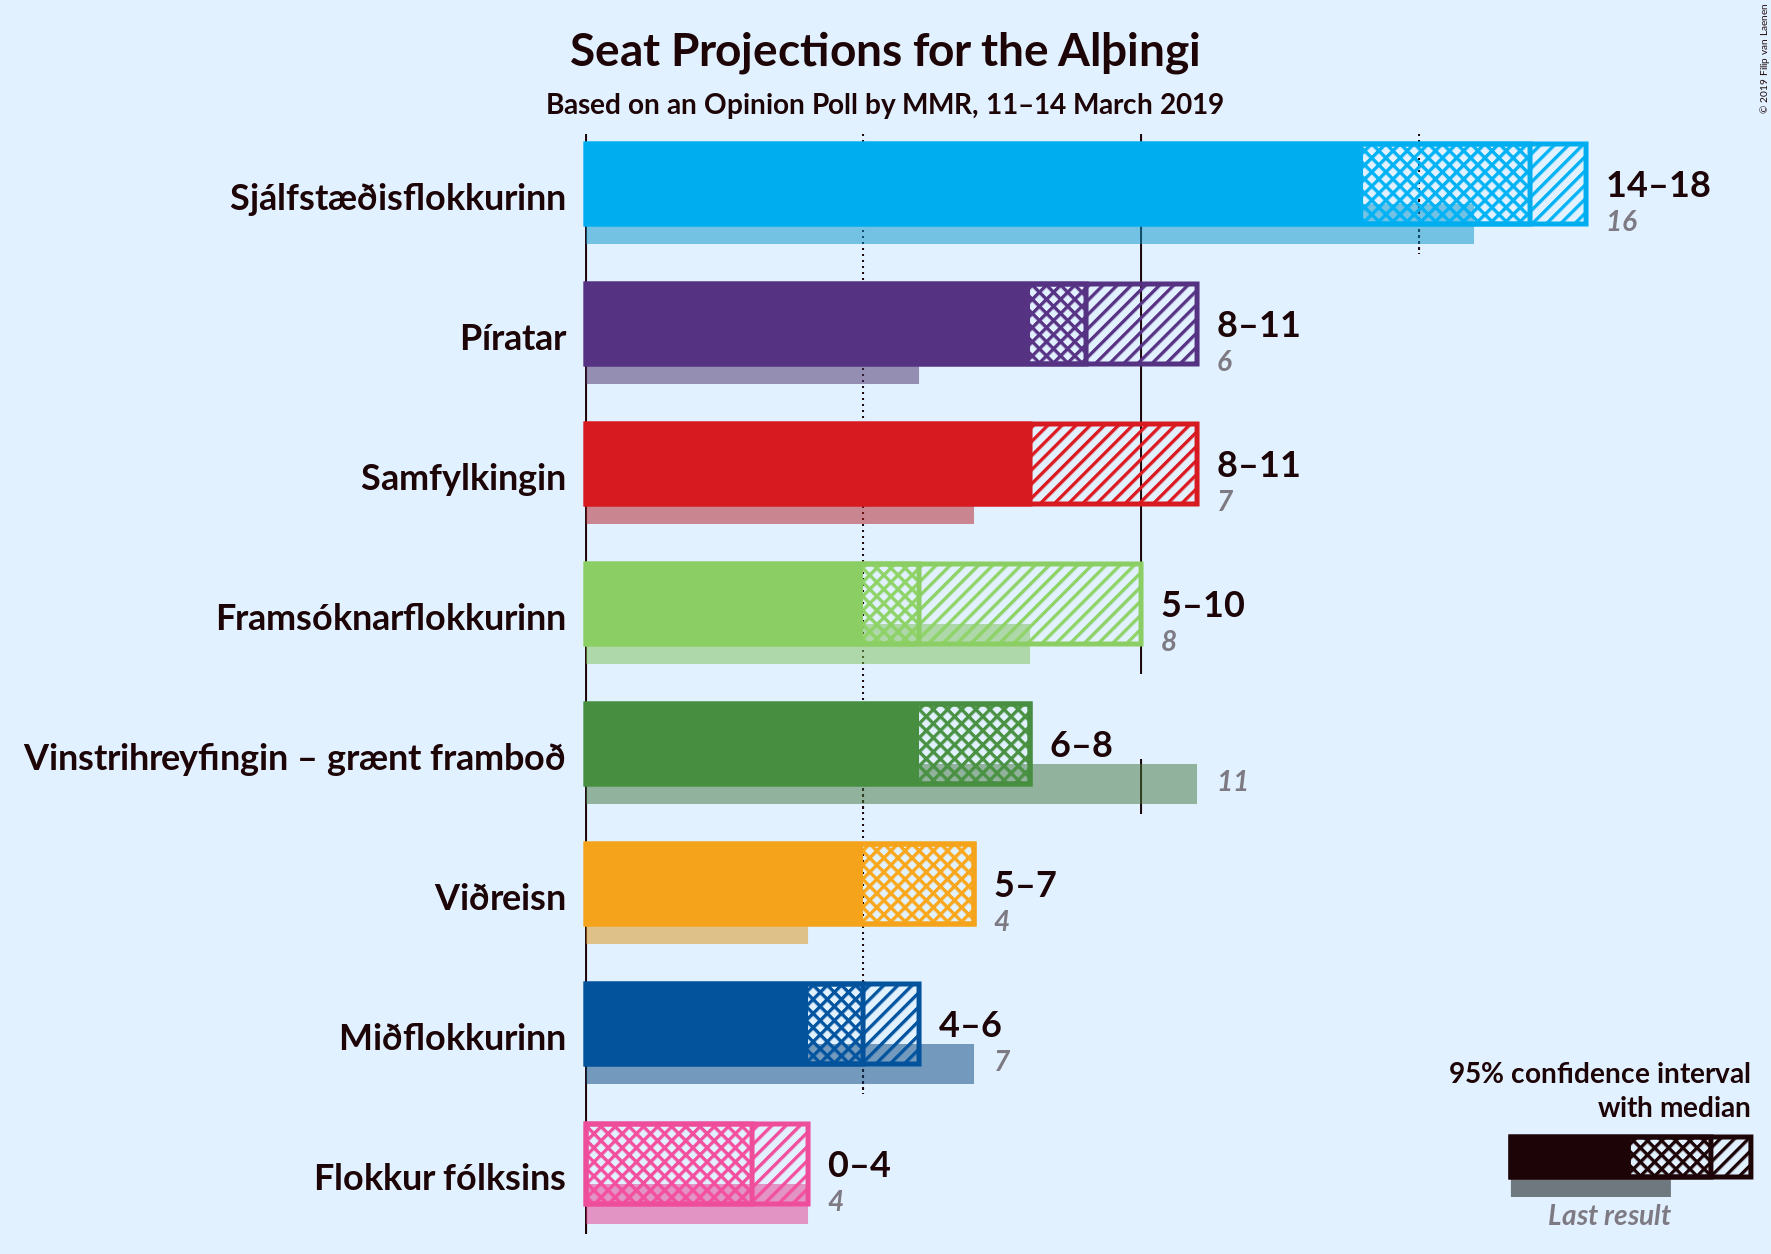 Seat Projections for the Alþingi
Based on an Opinion Poll by MMR, 11–14 March 2019
© 2019 Filip van Laenen
Sjálfstæðisflokkurinn
14–18
16
Píratar
8–11
6
Samfylkingin
8–11
7
Framsóknarflokkurinn
5–10
8
Vinstrihreyfingin – grænt framboð
6–8
11
Viðreisn
5–7
4
Miðflokkurinn
4–6
7
Flokkur fólksins
0–4
4
95% confidence interval
with median
Last result